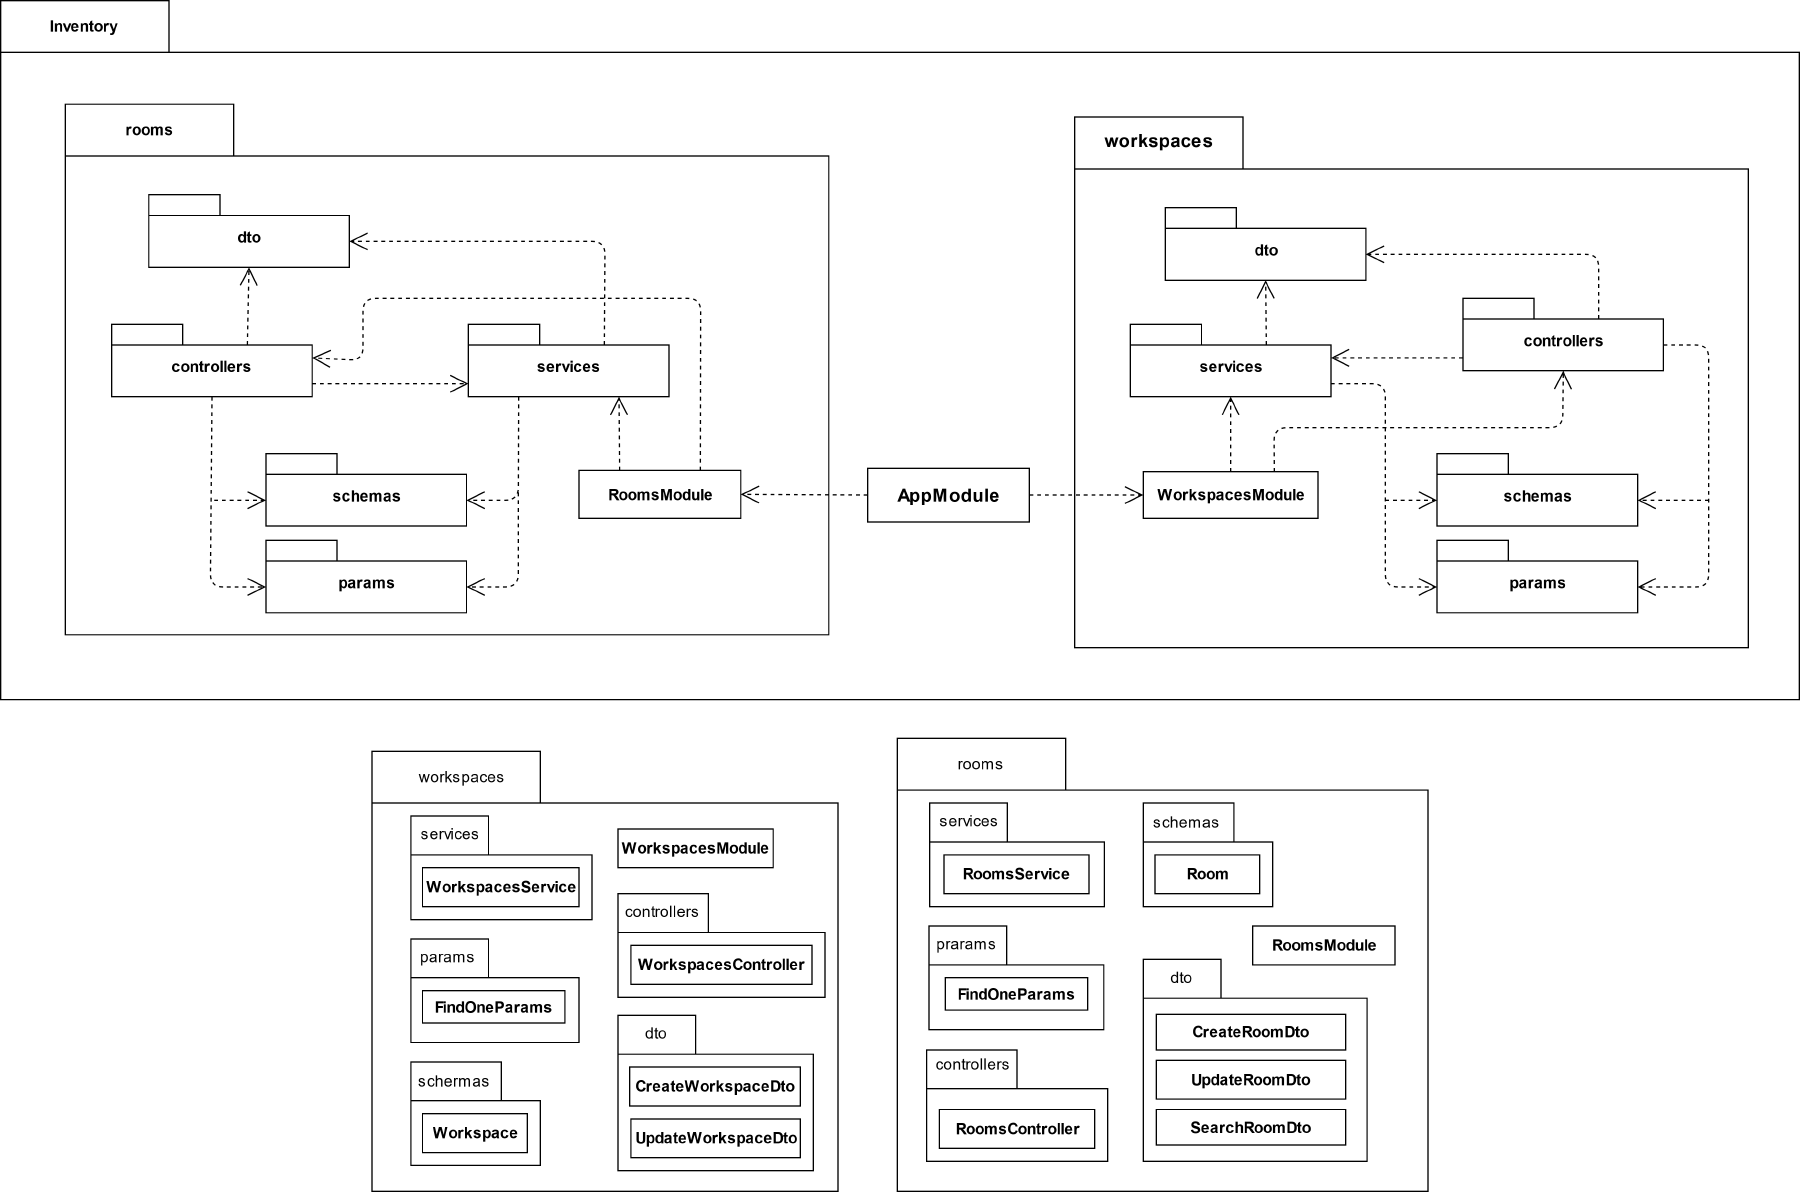 Inventory
rooms
workspaces
dto
dto
controllers
services
services
controllers
schemas
RoomsModule
AppModule
WorkspacesModule
schemas
params
params
workspaces
services
WorkspacesService
WorkspacesModule
params
FindOneParams
controllers
WorkspacesController
schermas
Workspace
dto
CreateWorkspaceDto
UpdateWorkspaceDto
rooms
services
RoomsService
schemas
Room
prarams
FindOneParams
RoomsModule
controllers
RoomsController
dto
CreateRoomDto
UpdateRoomDto
SearchRoomDto